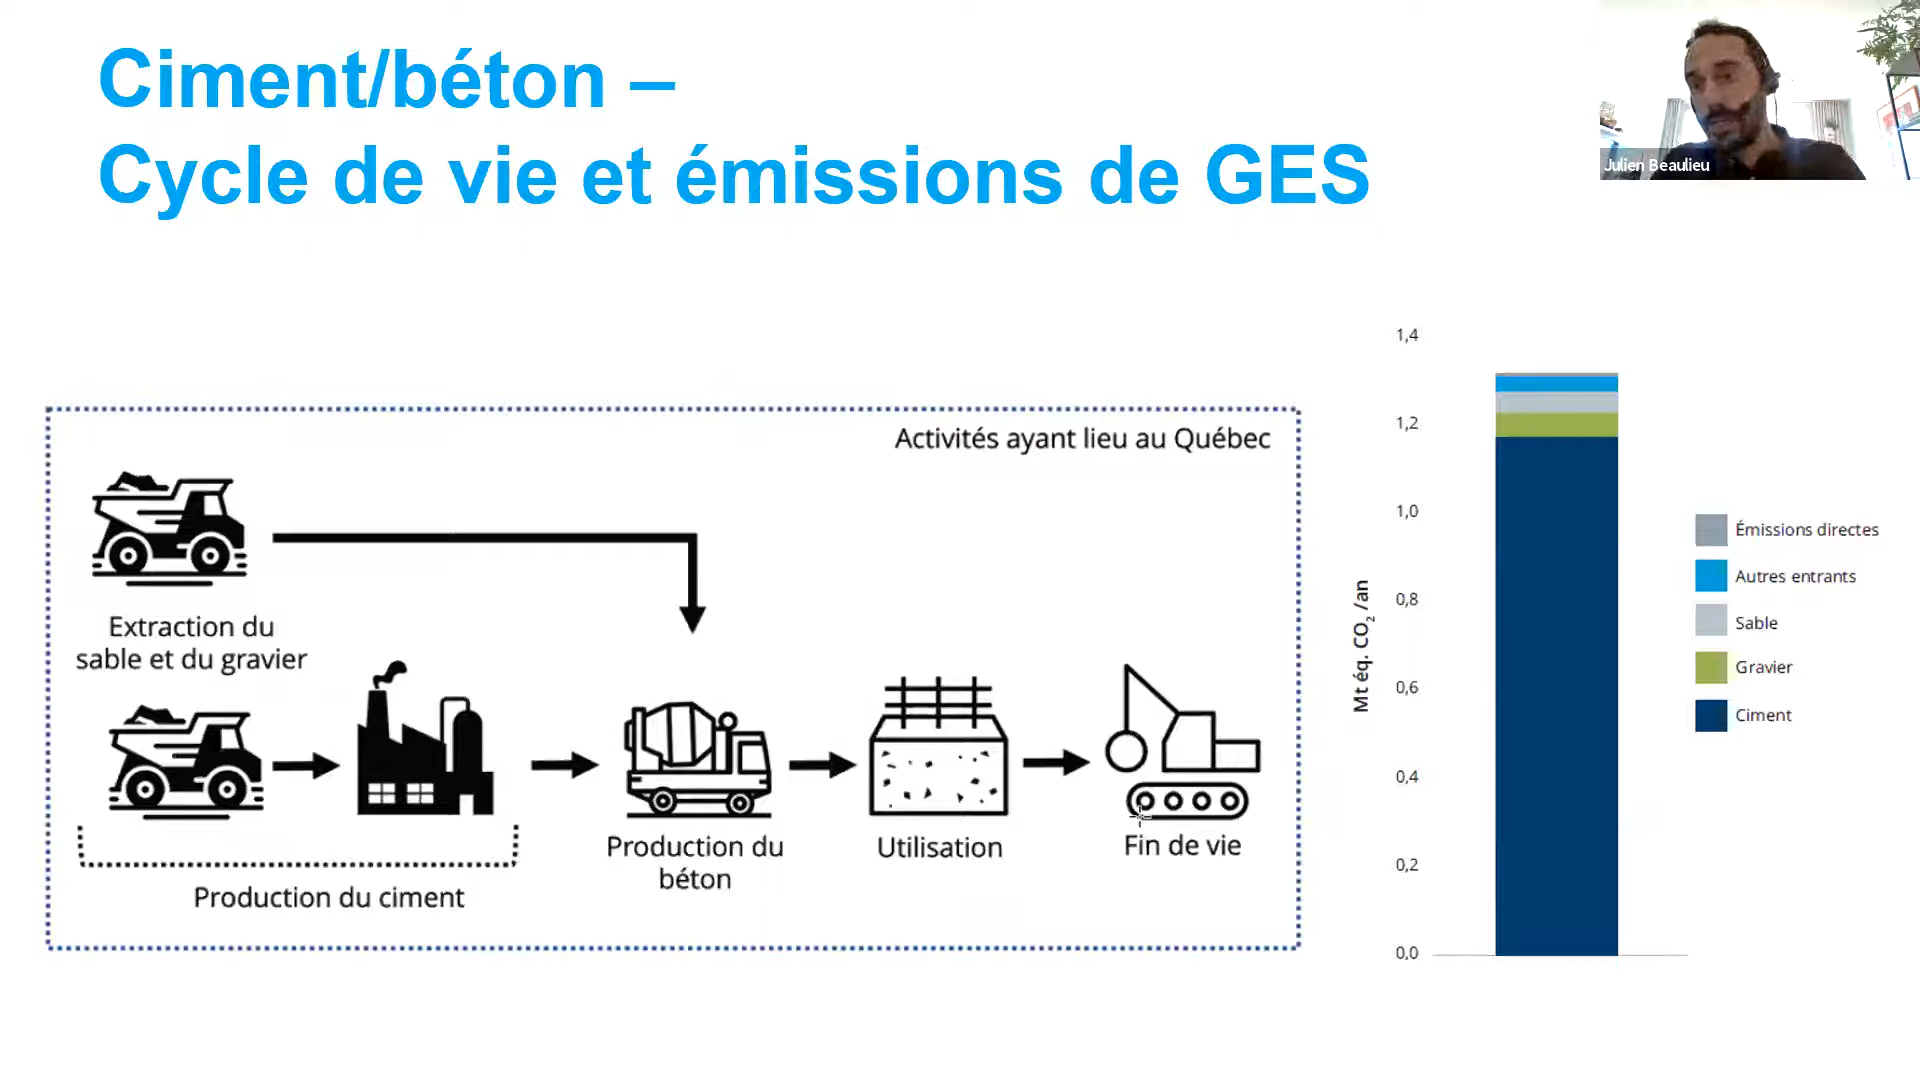 Ciment/béton –
Cycle de vie et émissions de GES
Julien Beaulieu
Activités ayant lieu au Québec
Extraction du
sable et du gravier
Production du ciment
Production du
béton
Utilisation
Fin de vie
Mt éq. CO₂/an
1,4
1,2
1,0
0,8
0,6
0,4
0,2
0,0
Émissions directes
Autres entrants
Sable
Gravier
Ciment